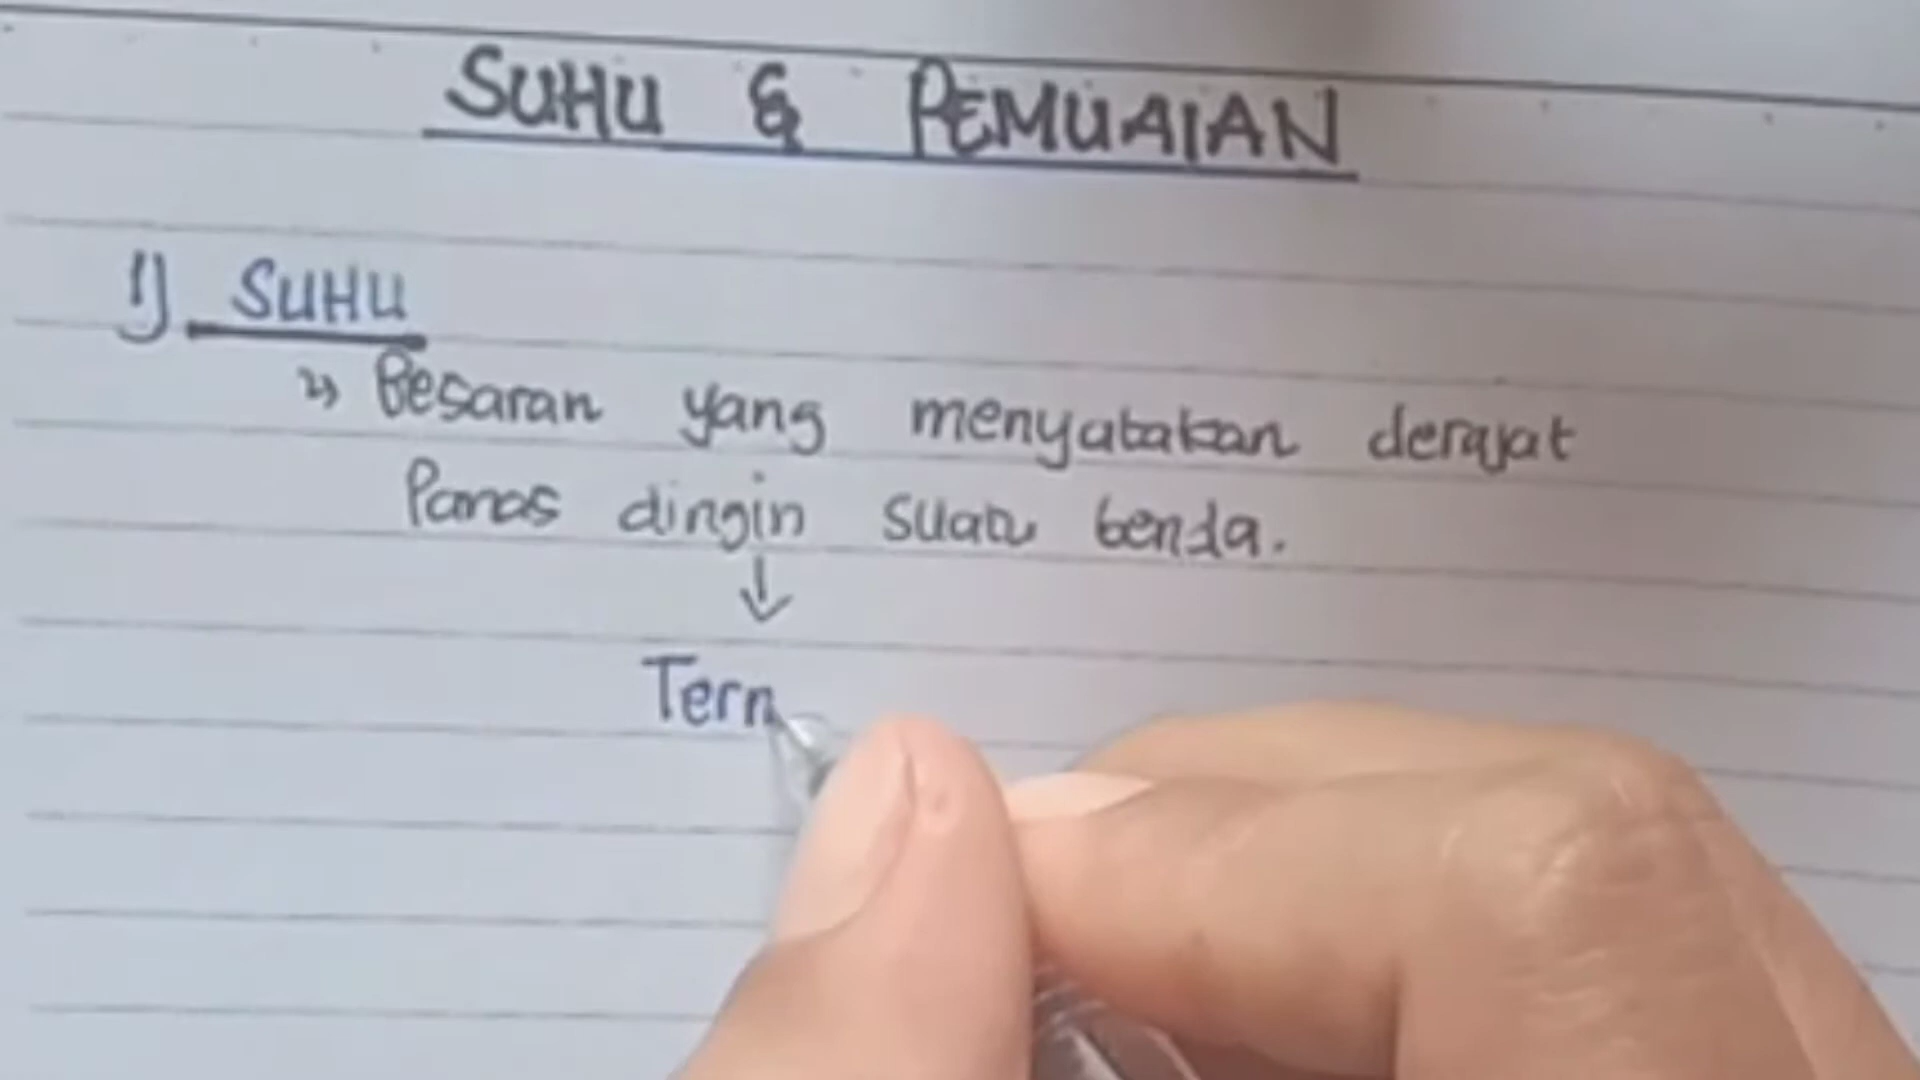 SUHU & PEMUAIAN
1) SUHU
↝ Besaran yang menyatakan derajat
Panas dingin suatu benda.
↓
Tern